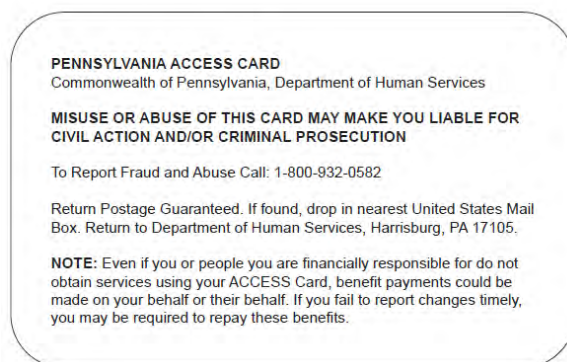 PENNSYLVANIA ACCESS CARD
Commonwealth of Pennsylvania, Department of Human Services
MISUSE OR ABUSE OF THIS CARD MAY MAKE YOU LIABLE FOR
CIVIL ACTION AND/OR CRIMINAL PROSECUTION
To Report Fraud and Abuse Call: 1-800-932-0582
Return Postage Guaranteed. If found, drop in nearest United States Mail
Box. Return to Department of Human Services, Harrisburg, PA 17105.
NOTE: Even if you or people you are financially responsible for do not
obtain services using your ACCESS Card, benefit payments could be
made on your behalf or their behalf. If you fail to report changes timely,
you may be required to repay these benefits.